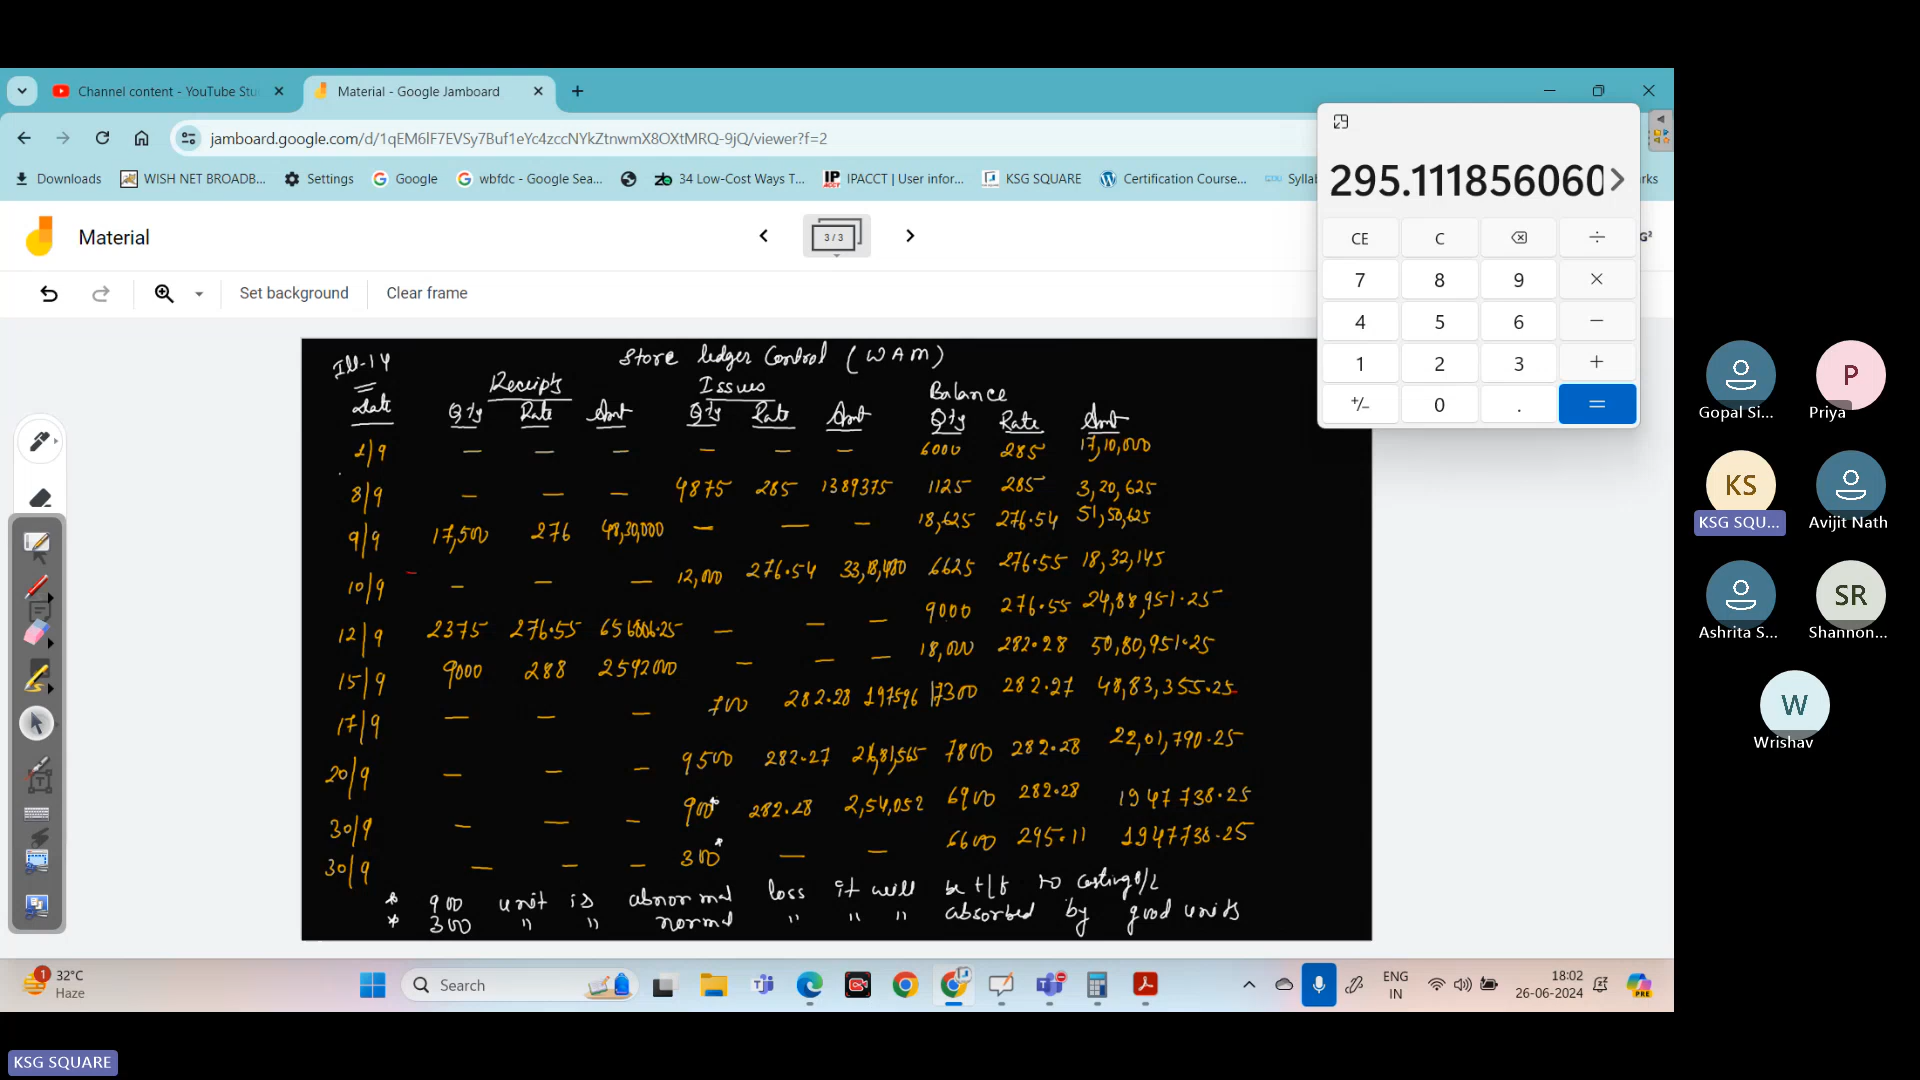 Channel content - YouTube Stu
Material - Google Jamboard
jamboard.google.com/d/1qEM6lF7EVSy7Buf1eYc4zccNYkZtnwmX8OXtMRQ-9jQ/viewer?f=2
Downloads WISH NET BROADB... Settings Google wbfdc - Google Sea... 34 Low-Cost Ways T... IPACCT | User infor... KSG SQUARE Certification Course... Syllab
Material
3 / 3
Set background Clear frame
295.111856060
CE C ÷
7 8 9 ×
4 5 6 −
1 2 3 +
+/− 0 . =
Ill-14 Store ledger Control (WAM)
Receipts Issues Balance
Date Qty Rate Amt Qty Rate Amt Qty Rate Amt
1/9 — — — — — — 6000 285 17,10,000
8/9 — — — 4875 285 1389375 1125 285 3,20,625
9/9 17,500 276 48,30,000 — — — 18,625 276.54 51,50,625
10/9 — — — 12,000 276.54 33,18,480 6625 276.55 18,32,145
12/9 2375 276.55 656806.25 — — — 9000 276.55 24,88,951.25
15/9 9000 288 2592000 — — — 18,000 282.28 50,80,951.25
17/9 — — — 700 282.28 197596 17300 282.27 48,83,355.25
20/9 — — — 9500 282.27 26,81,565 7800 282.28 22,01,790.25
30/9 — — — 900* 282.28 2,54,052 6900 282.28 1947738.25
30/9 — — — 300* — — 6600 295.11 1947738.25
* 900 unit is abnormal loss it will be t/f to costing P/L
* 300 " " normal " " " absorbed by good units
P
Gopal Si... Priya
KS
KSG SQU... Avijit Nath
SR
Ashrita S... Shannon...
W
Wrishav
1 32°C
Haze
Search
ENG
IN
18:02
26-06-2024
PRE
KSG SQUARE